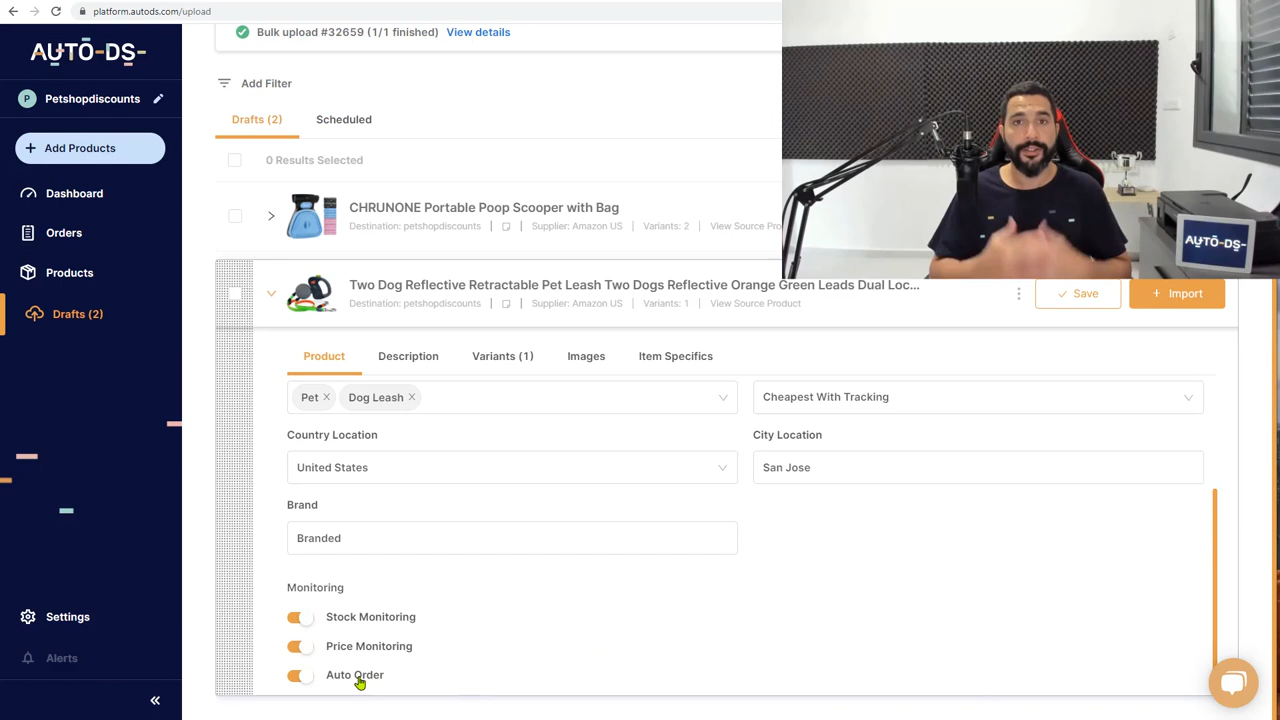 platform.autods.com/upload
AUTO-DS-
P
Petshopdiscounts
+ Add Products
Dashboard
Orders
Products
Drafts (2)
Settings
Alerts
Bulk upload #32659 (1/1 finished) View details
Add Filter
Drafts (2) Scheduled
0 Results Selected
CHRUNONE Portable Poop Scooper with Bag
Destination: petshopdiscounts | | Supplier: Amazon US | Variants: 2 | View Source Pro
Two Dog Reflective Retractable Pet Leash Two Dogs Reflective Orange Green Leads Dual Loc...
Destination: petshopdiscounts | | Supplier: Amazon US | Variants: 1 | View Source Product
Save
+ Import
Product Description Variants (1) Images Item Specifics
Pet × Dog Leash ×
Cheapest With Tracking
Country Location City Location
United States San Jose
Brand
Branded
Monitoring
Stock Monitoring
Price Monitoring
Auto Order
AUTO-DS-